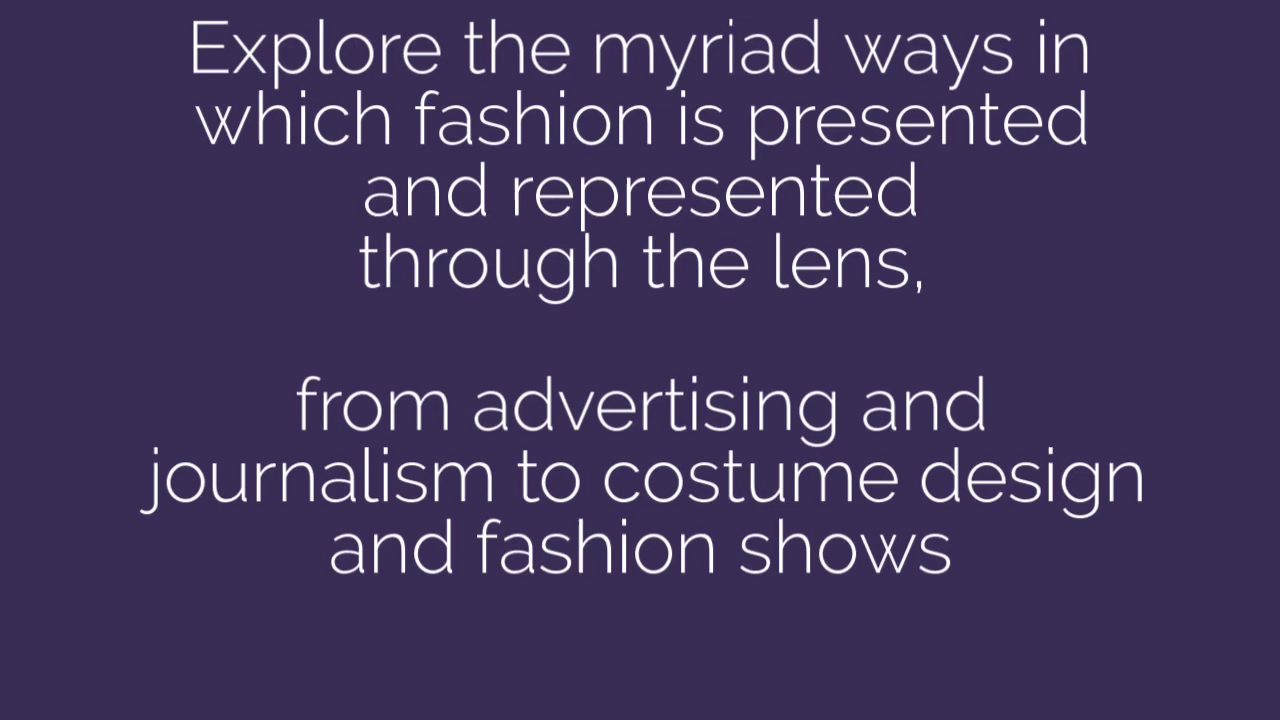 Explore the myriad ways in
which fashion is presented
and represented
through the lens,
from advertising and
journalism to costume design
and fashion shows